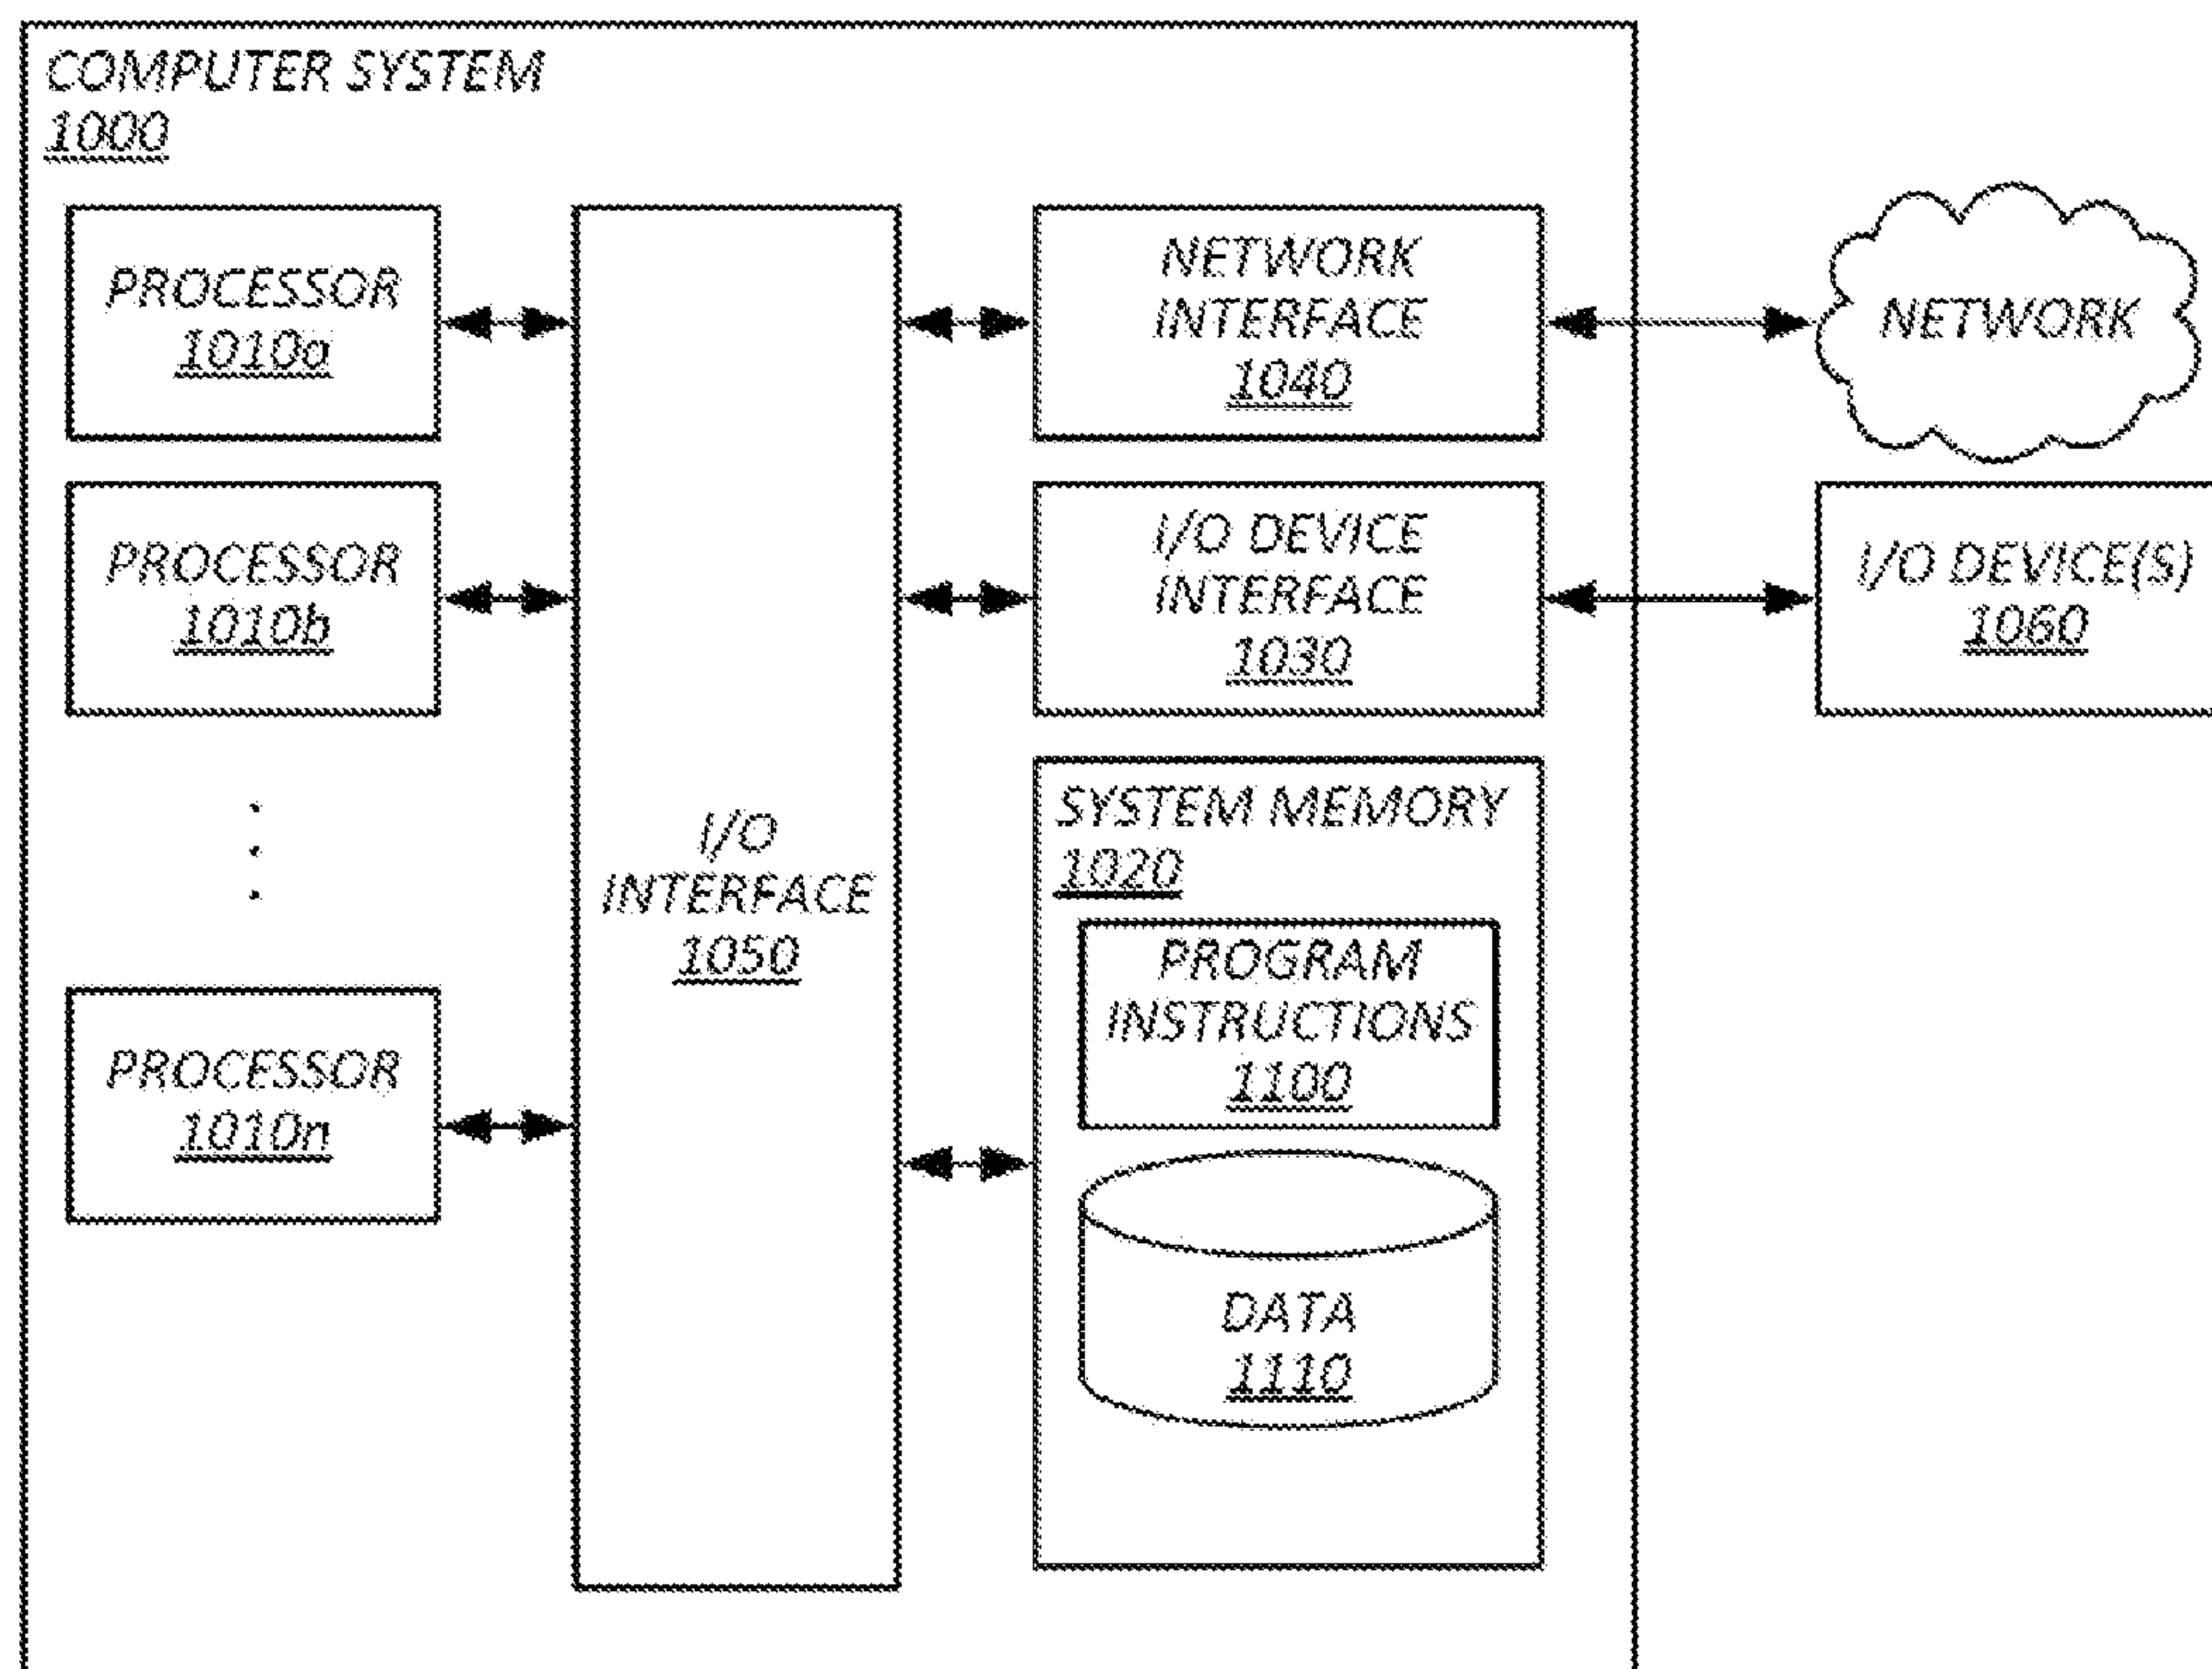 COMPUTER SYSTEM
1000
PROCESSOR
1010a
PROCESSOR
1010b
PROCESSOR
1010n
I/O
INTERFACE
1050
NETWORK
INTERFACE
1040
I/O DEVICE
INTERFACE
1030
SYSTEM MEMORY
1020
PROGRAM
INSTRUCTIONS
1100
DATA
1110
NETWORK
I/O DEVICE(S)
1060